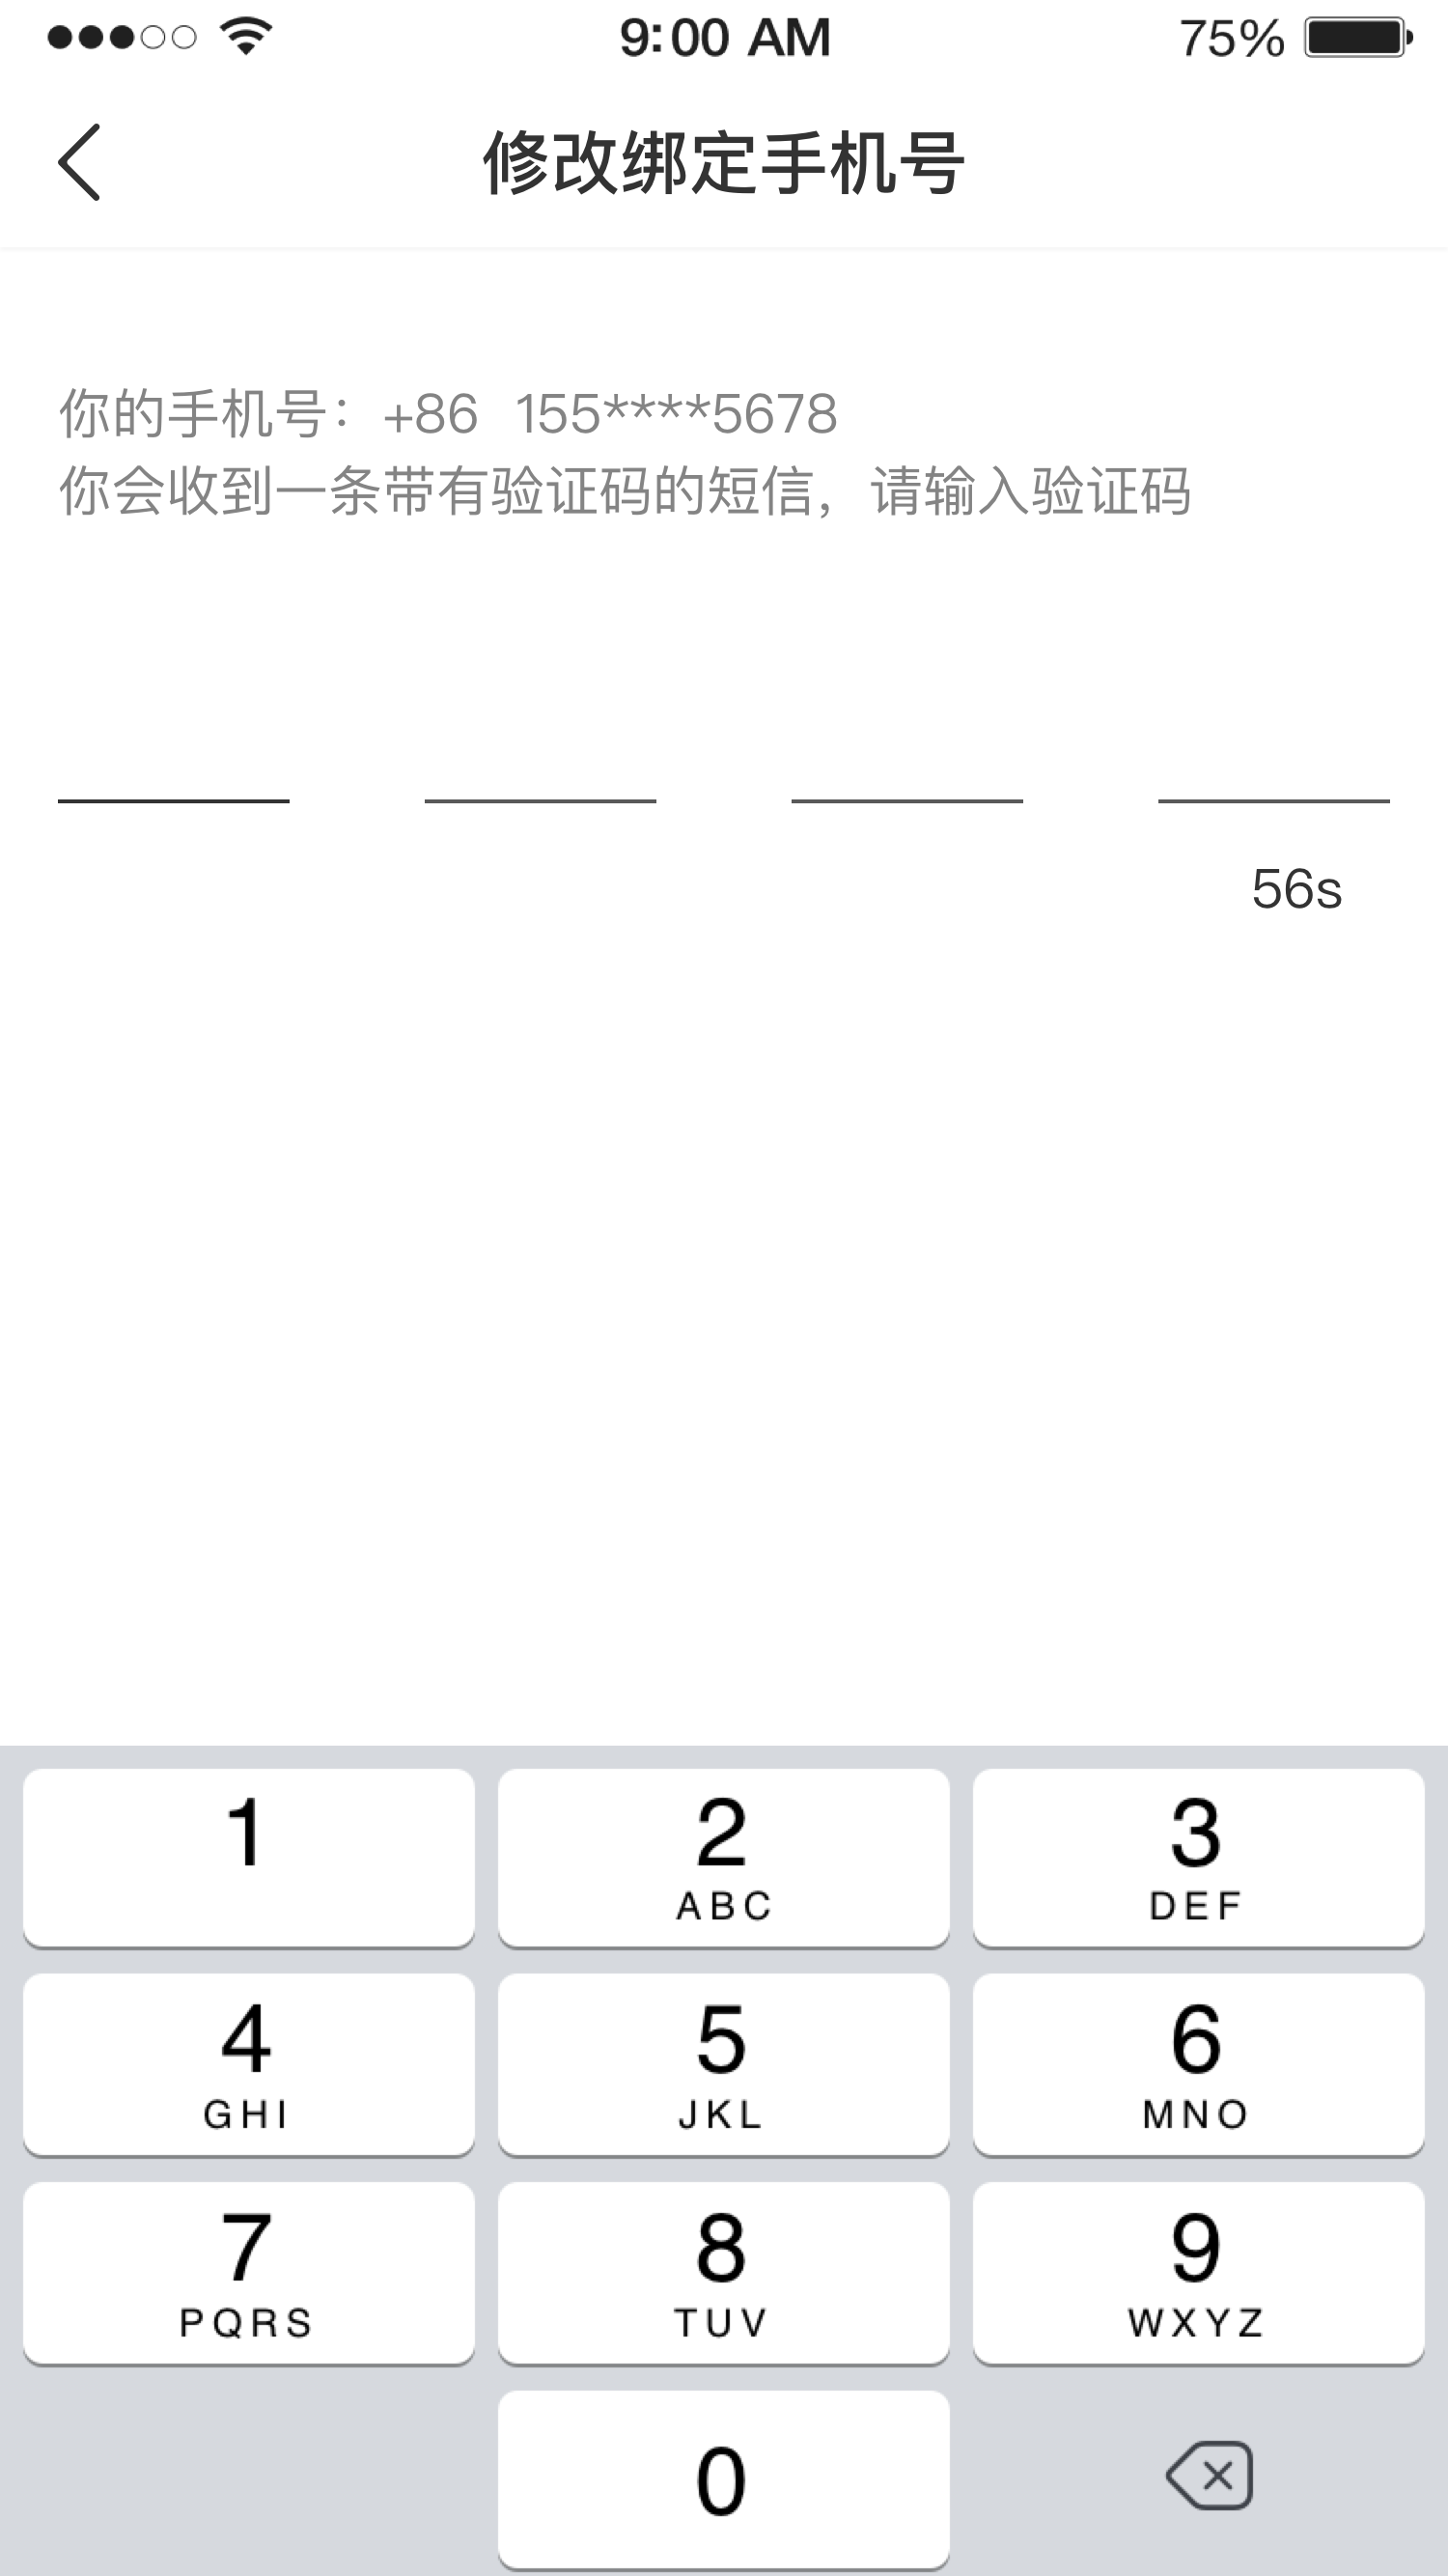 9:00 AM 75%
修改绑定手机号
你的手机号：+86 155****5678
你会收到一条带有验证码的短信，请输入验证码
56s
1 2 3
ABC DEF
4 5 6
GHI JKL MNO
7 8 9
PQRS TUV WXYZ
0